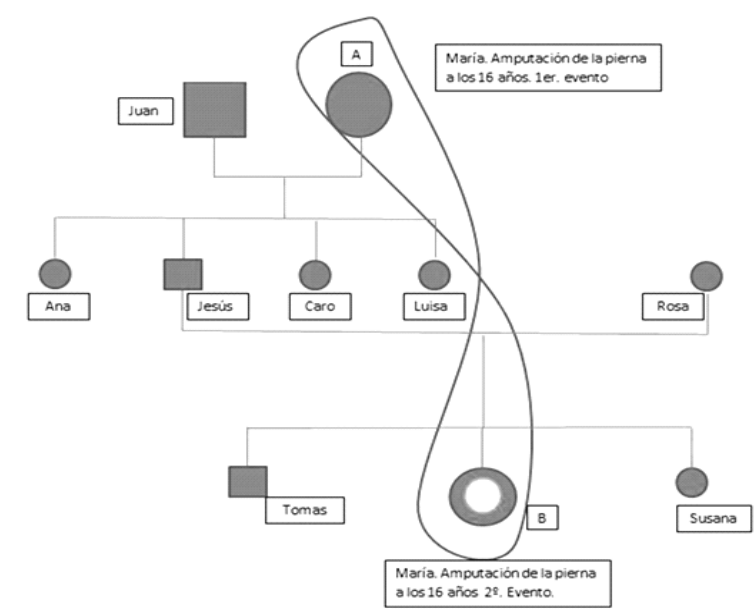 A
María. Amputación de la pierna
a los 16 años. 1er. evento
Juan
Ana
Jesús
Caro
Luisa
Rosa
Tomas
B
Susana
María. Amputación de la pierna
a los 16 años 2º. Evento.